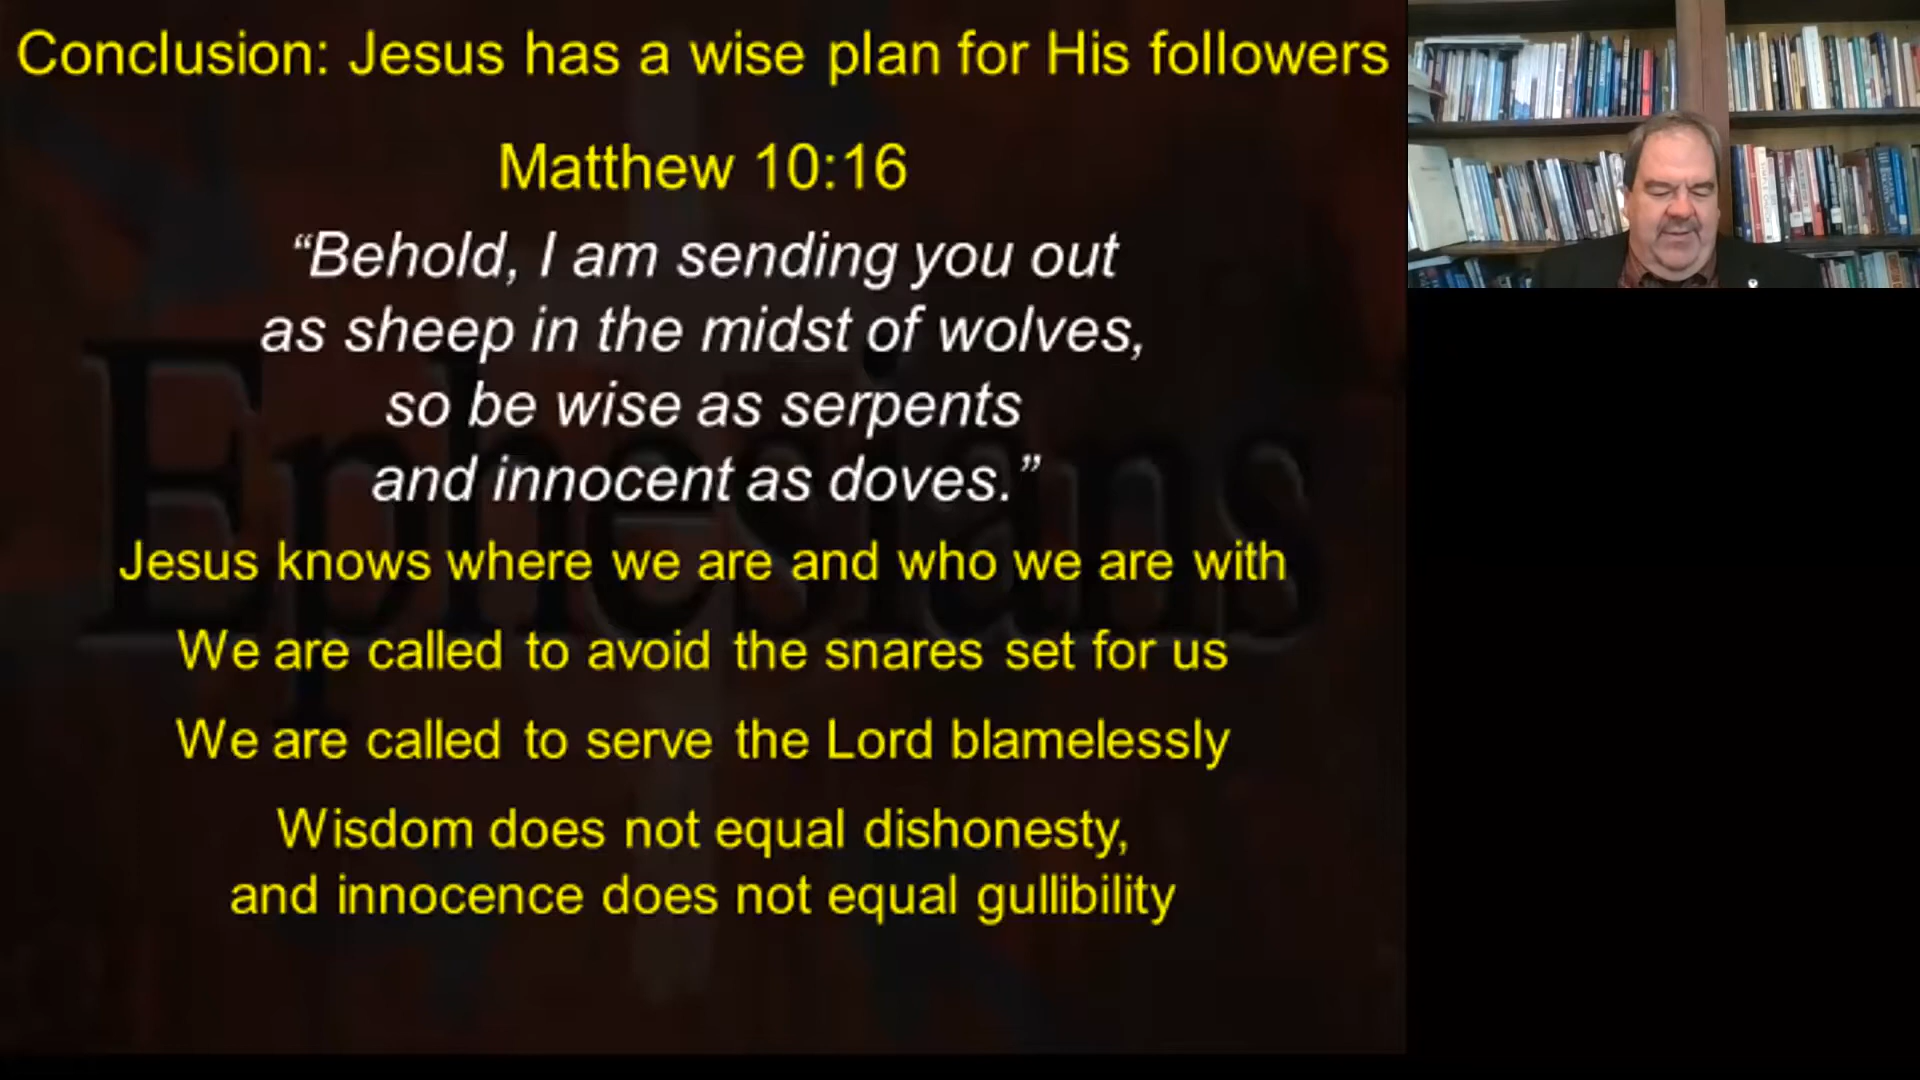 Conclusion: Jesus has a wise plan for His followers
Matthew 10:16
“Behold, I am sending you out
as sheep in the midst of wolves,
so be wise as serpents
and innocent as doves.”
Jesus knows where we are and who we are with
We are called to avoid the snares set for us
We are called to serve the Lord blamelessly
Wisdom does not equal dishonesty,
and innocence does not equal gullibility
Ephesians